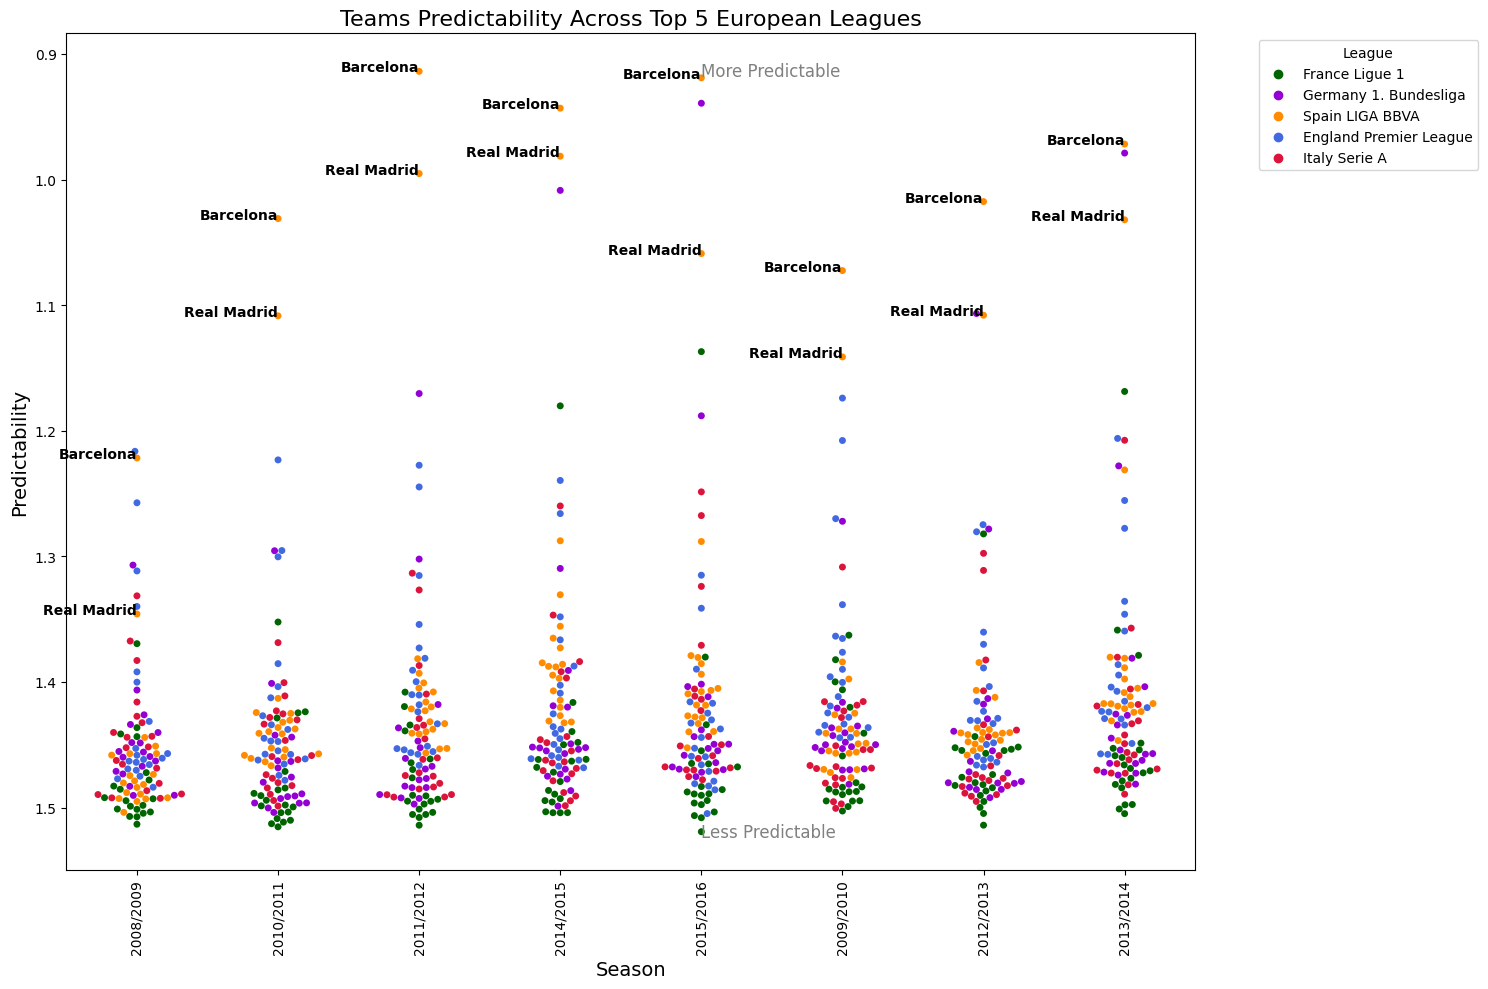 Teams Predictability Across Top 5 European Leagues
League
France Ligue 1
Germany 1. Bundesliga
Spain LIGA BBVA
England Premier League
Italy Serie A
More Predictable
Less Predictable
Predictability
0.9
1.0
1.1
1.2
1.3
1.4
1.5
Barcelona
Real Madrid
Barcelona
Real Madrid
Barcelona
Real Madrid
Barcelona
Real Madrid
Barcelona
Real Madrid
Barcelona
Real Madrid
Barcelona
Real Madrid
Barcelona
Real Madrid
2008/2009
2010/2011
2011/2012
2014/2015
2015/2016
2009/2010
2012/2013
2013/2014
Season